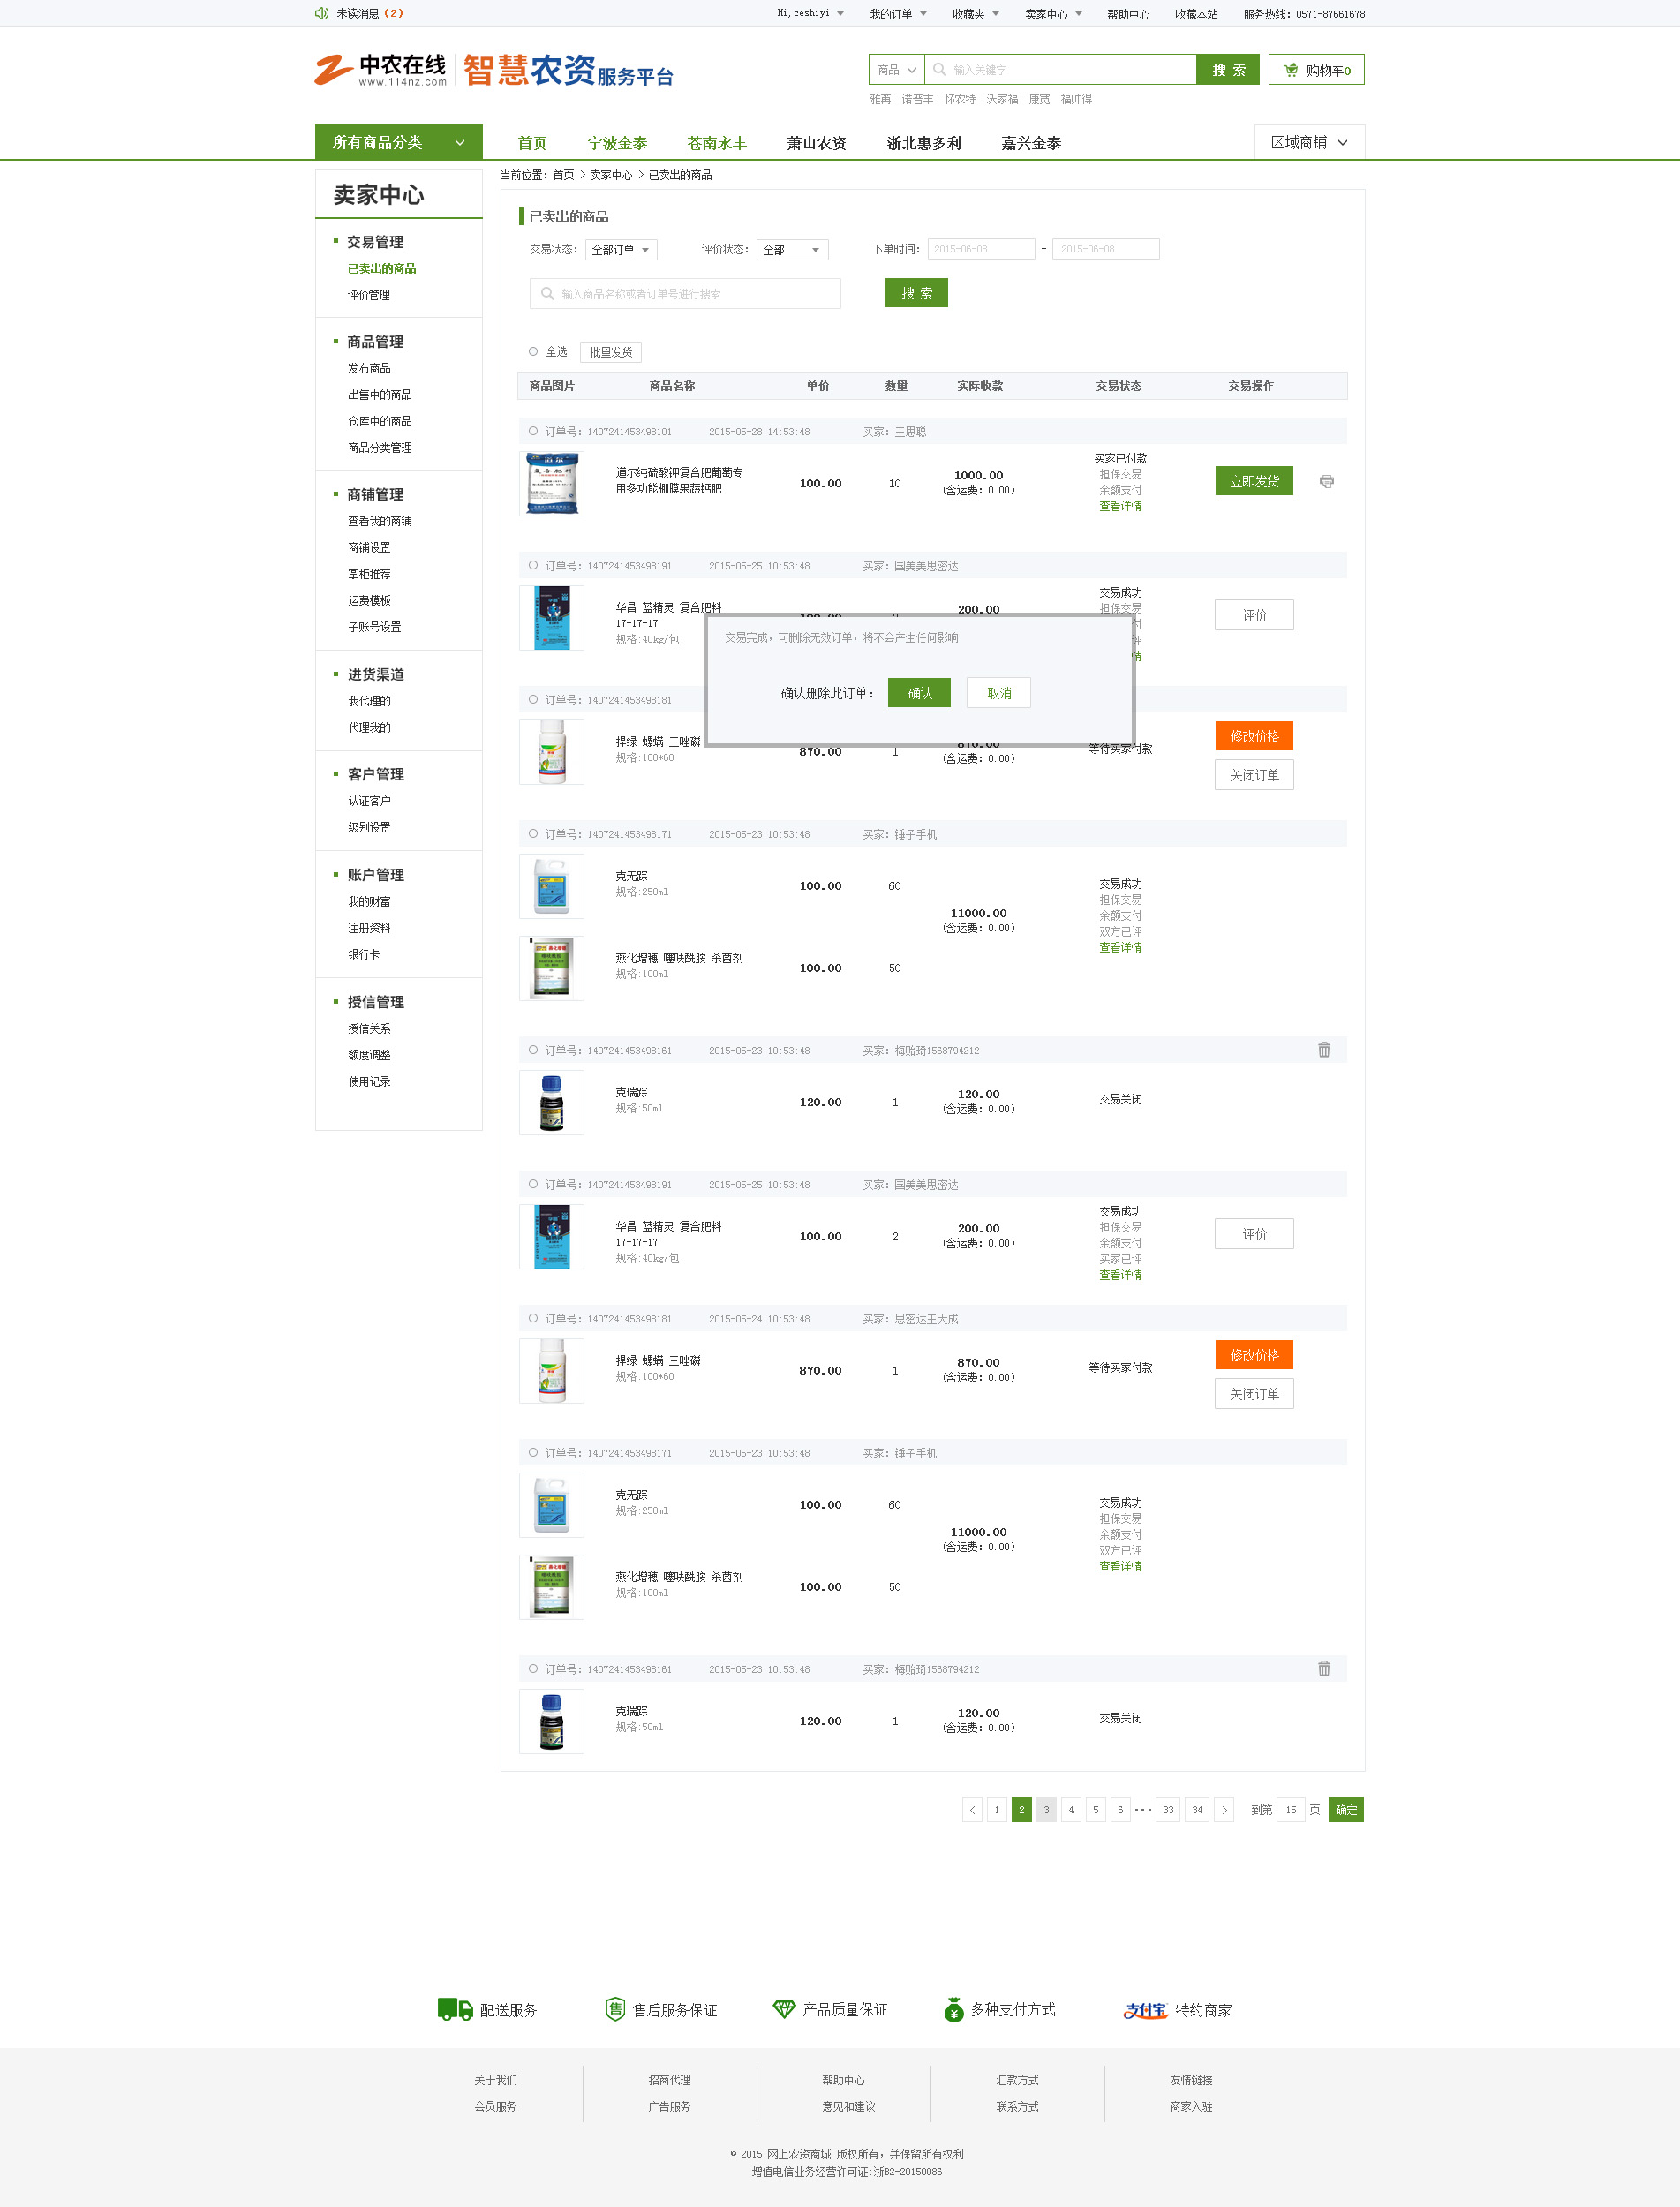 未读消息（2）
Hi,ceshiyi 我的订单 收藏夹 卖家中心 帮助中心 收藏本站 服务热线：0571-87661678
中农在线
www.114nz.com
智慧农资服务平台
商品 输入关键字 搜 索 购物车0
雅苒 诺普丰 怀农特 沃家福 康宽 福帅得
所有商品分类 首页 宁波金泰 苍南永丰 萧山农资 浙北惠多利 嘉兴金泰 区域商铺
卖家中心
交易管理
已卖出的商品
评价管理
商品管理
发布商品
出售中的商品
仓库中的商品
商品分类管理
商铺管理
查看我的商铺
商铺设置
掌柜推荐
运费模板
子账号设置
进货渠道
我代理的
代理我的
客户管理
认证客户
级别设置
账户管理
我的财富
注册资料
银行卡
授信管理
授信关系
额度调整
使用记录
当前位置：首页 > 卖家中心 > 已卖出的商品
已卖出的商品
交易状态：全部订单 评价状态：全部 下单时间：2015-06-08 - 2015-06-08
输入商品名称或者订单号进行搜索 搜 索
全选 批量发货
商品图片 商品名称 单价 数量 实际收款 交易状态 交易操作
订单号：1407241453498101 2015-05-28 14:53:48 买家：王思聪
道尔纯硫酸钾复合肥葡萄专
用多功能棚膜果蔬钙肥
100.00 10 1000.00
(含运费：0.00)
买家已付款
担保交易
余额支付
查看详情
立即发货
订单号：1407241453498191 2015-05-25 10:53:48 买家：国美美思密达
华昌 蓝精灵 复合肥料
17-17-17
规格:40kg/包
200.00
交易成功
担保交易
付
评
情
评价
交易完成，可删除无效订单，将不会产生任何影响
确认删除此订单： 确认 取消
订单号：1407241453498181
捍绿 螺螨 三唑磷
规格:100*60
870.00 1 870.00
(含运费：0.00)
等待买家付款
修改价格
关闭订单
订单号：1407241453498171 2015-05-23 10:53:48 买家：锤子手机
克无踪
规格:250ml
100.00 60
燕化增穗 噻呋酰胺 杀菌剂
规格:100ml
100.00 50
11000.00
(含运费：0.00)
交易成功
担保交易
余额支付
双方已评
查看详情
订单号：1407241453498161 2015-05-23 10:53:48 买家：梅贻琦1568794212
克瑞踪
规格:50ml
120.00 1 120.00
(含运费：0.00)
交易关闭
订单号：1407241453498191 2015-05-25 10:53:48 买家：国美美思密达
华昌 蓝精灵 复合肥料
17-17-17
规格:40kg/包
100.00 2 200.00
(含运费：0.00)
交易成功
担保交易
余额支付
买家已评
查看详情
评价
订单号：1407241453498181 2015-05-24 10:53:48 买家：思密达王大成
捍绿 螺螨 三唑磷
规格:100*60
870.00 1 870.00
(含运费：0.00)
等待买家付款
修改价格
关闭订单
订单号：1407241453498171 2015-05-23 10:53:48 买家：锤子手机
克无踪
规格:250ml
100.00 60
燕化增穗 噻呋酰胺 杀菌剂
规格:100ml
100.00 50
11000.00
(含运费：0.00)
交易成功
担保交易
余额支付
双方已评
查看详情
订单号：1407241453498161 2015-05-23 10:53:48 买家：梅贻琦1568794212
克瑞踪
规格:50ml
120.00 1 120.00
(含运费：0.00)
交易关闭
< 1 2 3 4 5 6 ··· 33 34 > 到第 15 页 确定
配送服务 售后服务保证 产品质量保证 多种支付方式 支付宝 特约商家
关于我们 招商代理 帮助中心 汇款方式 友情链接
会员服务 广告服务 意见和建议 联系方式 商家入驻
© 2015 网上农资商城 版权所有，并保留所有权利
增值电信业务经营许可证:浙B2-20150086